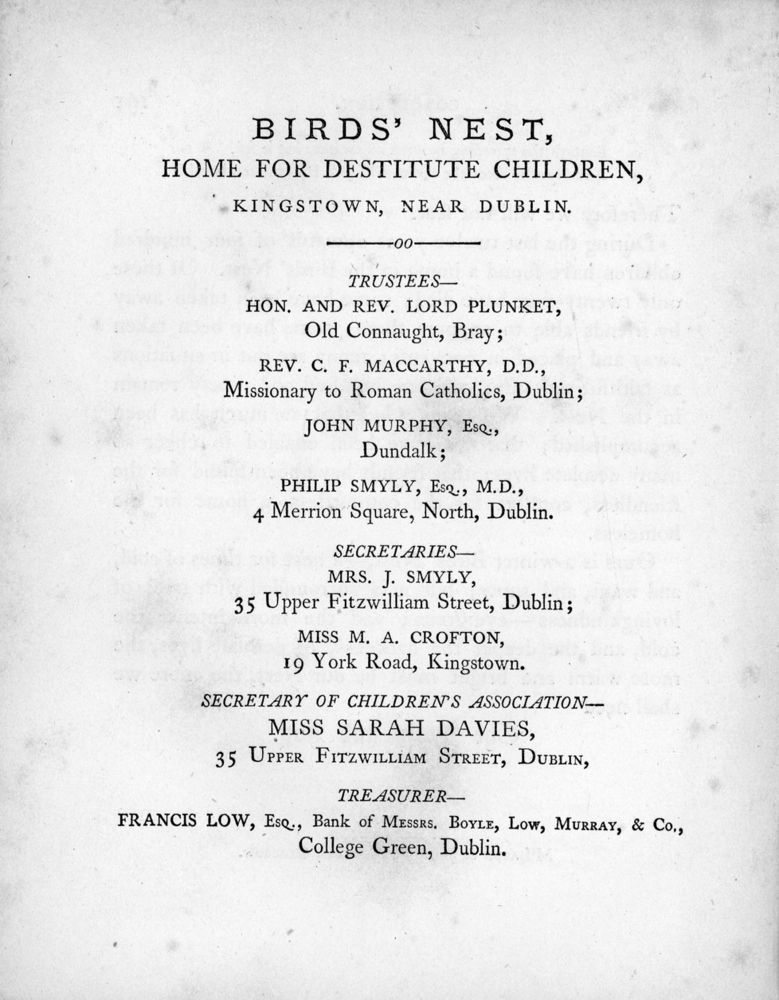 BIRDS' NEST,
HOME FOR DESTITUTE CHILDREN,
KINGSTOWN, NEAR DUBLIN.
OO
TRUSTEES—
HON. AND REV. LORD PLUNKET,
Old Connaught, Bray;
REV. C. F. MACCARTHY, D.D.,
Missionary to Roman Catholics, Dublin;
JOHN MURPHY, Esq.,
Dundalk;
PHILIP SMYLY, Esq., M.D.,
4 Merrion Square, North, Dublin.
SECRETARIES—
MRS. J. SMYLY,
35 Upper Fitzwilliam Street, Dublin;
MISS M. A. CROFTON,
19 York Road, Kingstown.
SECRETARY OF CHILDREN'S ASSOCIATION—
MISS SARAH DAVIES,
35 Upper Fitzwilliam Street, Dublin,
TREASURER—
FRANCIS LOW, Esq., Bank of Messrs. Boyle, Low, Murray, & Co.,
College Green, Dublin.